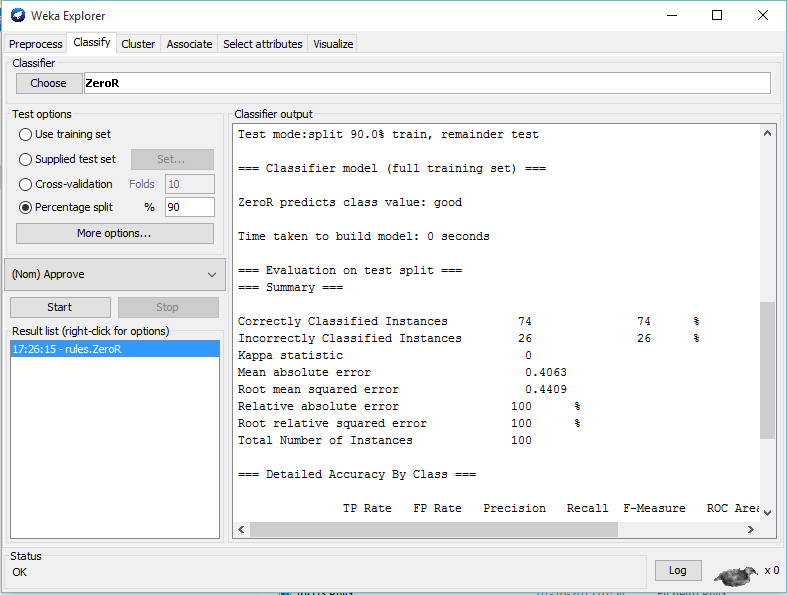 Weka Explorer
Preprocess Classify Cluster Associate Select attributes Visualize
Classifier
Choose ZeroR
Test options
Use training set
Supplied test set Set...
Cross-validation Folds 10
Percentage split % 90
More options...
(Nom) Approve
Start Stop
Result list (right-click for options)
17:26:15 - rules.ZeroR
Classifier output
Test mode:split 90.0% train, remainder test
=== Classifier model (full training set) ===
ZeroR predicts class value: good
Time taken to build model: 0 seconds
=== Evaluation on test split ===
=== Summary ===
Correctly Classified Instances 74 74 %
Incorrectly Classified Instances 26 26 %
Kappa statistic 0
Mean absolute error 0.4063
Root mean squared error 0.4409
Relative absolute error 100 %
Root relative squared error 100 %
Total Number of Instances 100
=== Detailed Accuracy By Class ===
TP Rate FP Rate Precision Recall F-Measure ROC Area
Status
OK
Log x 0